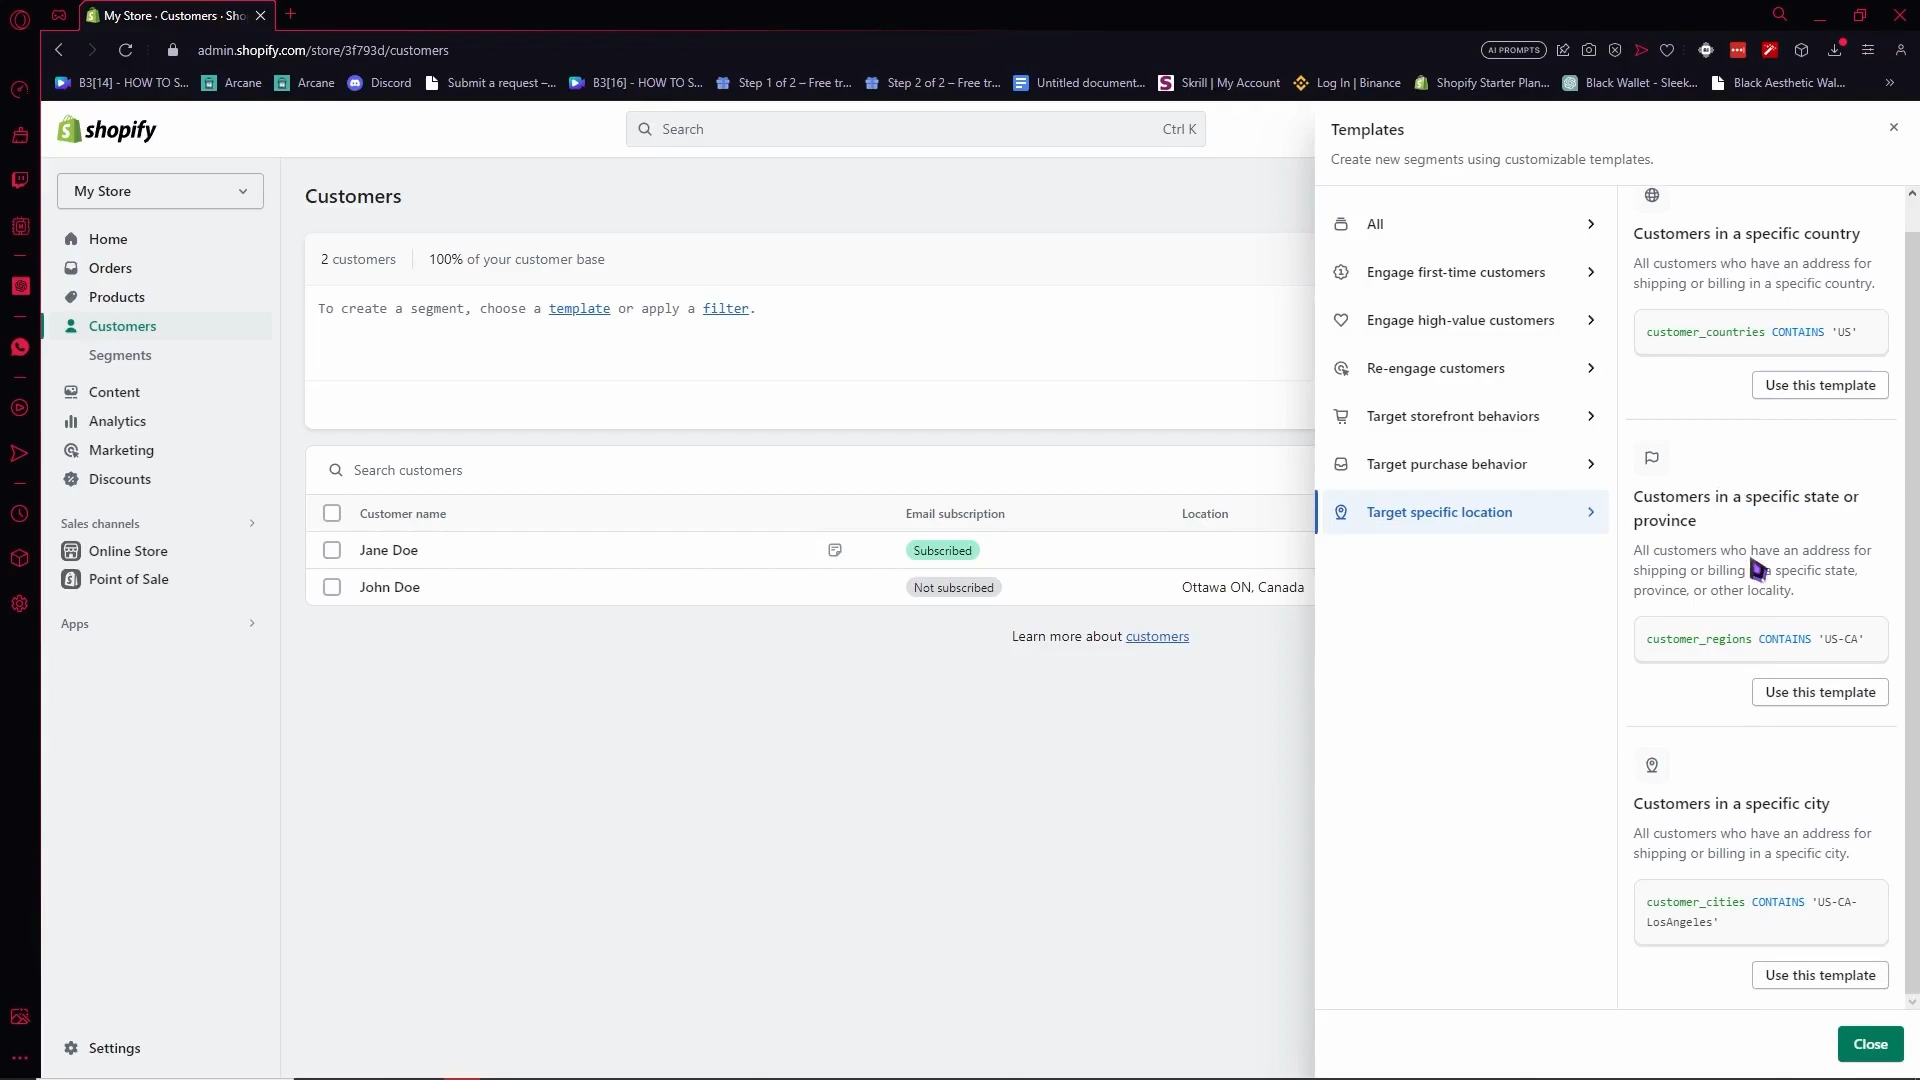 My Store · Customers · Sho
admin.shopify.com/store/3f793d/customers
AI PROMPTS
B3[14] - HOW TO S...
Arcane
Arcane
Discord
Submit a request –...
B3[16] - HOW TO S...
Step 1 of 2 – Free tr...
Step 2 of 2 – Free tr...
Untitled document...
Skrill | My Account
Log In | Binance
Shopify Starter Plan...
Black Wallet - Sleek...
Black Aesthetic Wal...
shopify
Search
Ctrl K
My Store
Home
Orders
Products
Customers
Segments
Content
Analytics
Marketing
Discounts
Sales channels
Online Store
Point of Sale
Apps
Settings
Customers
2 customers
100% of your customer base
To create a segment, choose a template or apply a filter.
Search customers
Customer name
Email subscription
Location
Jane Doe
Subscribed
John Doe
Not subscribed
Ottawa ON, Canada
Learn more about customers
Templates
Create new segments using customizable templates.
All
Engage first-time customers
Engage high-value customers
Re-engage customers
Target storefront behaviors
Target purchase behavior
Target specific location
Customers in a specific country
All customers who have an address for
shipping or billing in a specific country.
customer_countries CONTAINS 'US'
Use this template
Customers in a specific state or
province
All customers who have an address for
shipping or billing a specific state,
province, or other locality.
customer_regions CONTAINS 'US-CA'
Use this template
Customers in a specific city
All customers who have an address for
shipping or billing in a specific city.
customer_cities CONTAINS 'US-CA-
LosAngeles'
Use this template
Close